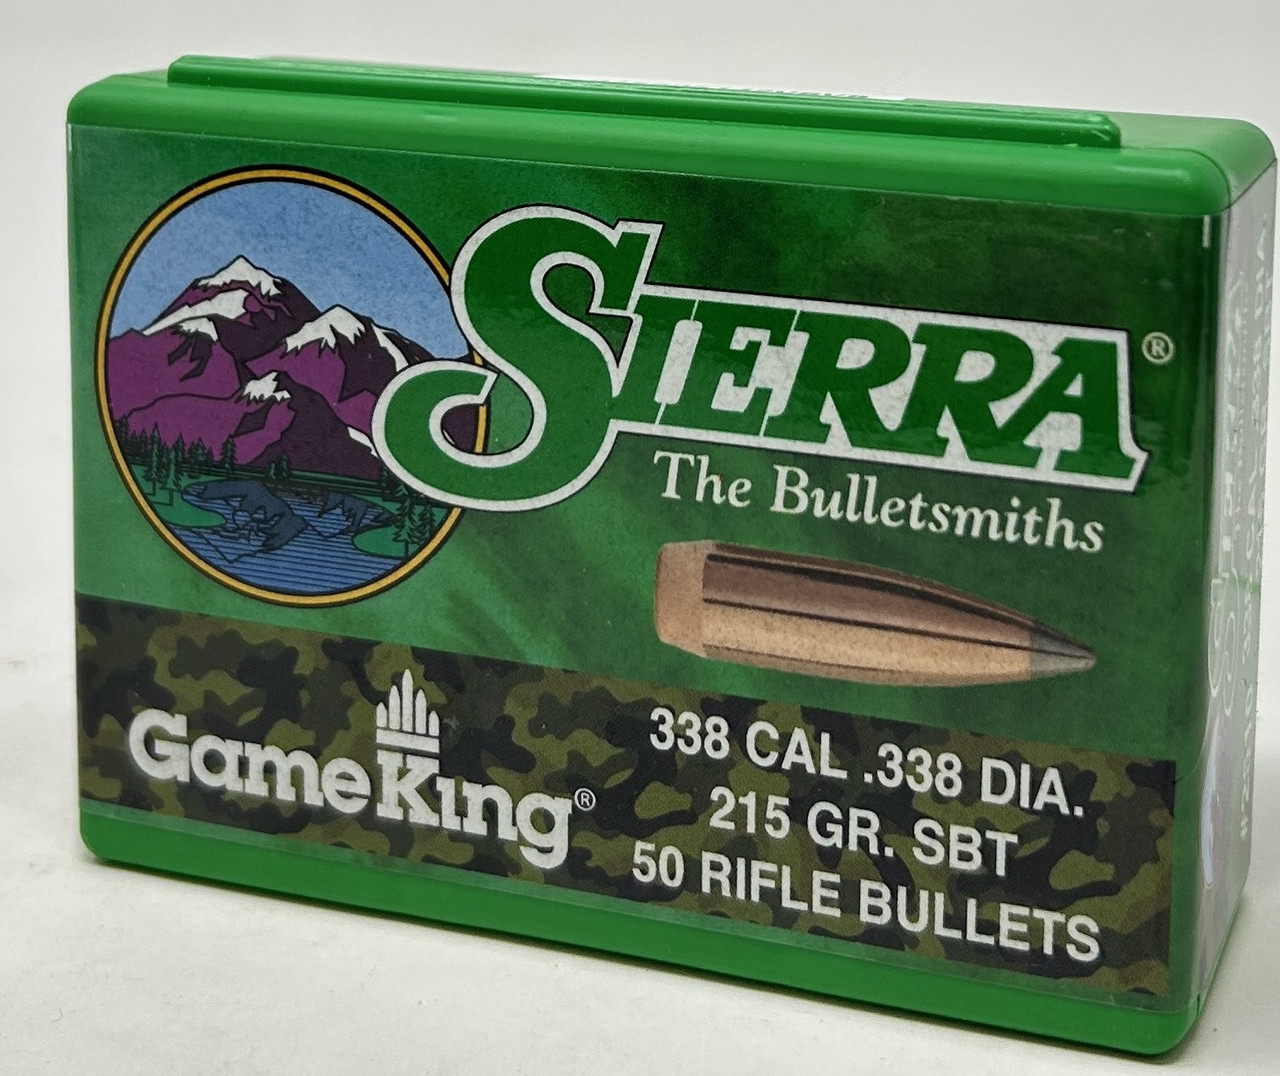 SIERRA®
The Bulletsmiths
GameKing®
338 CAL .338 DIA.
215 GR. SBT
50 RIFLE BULLETS